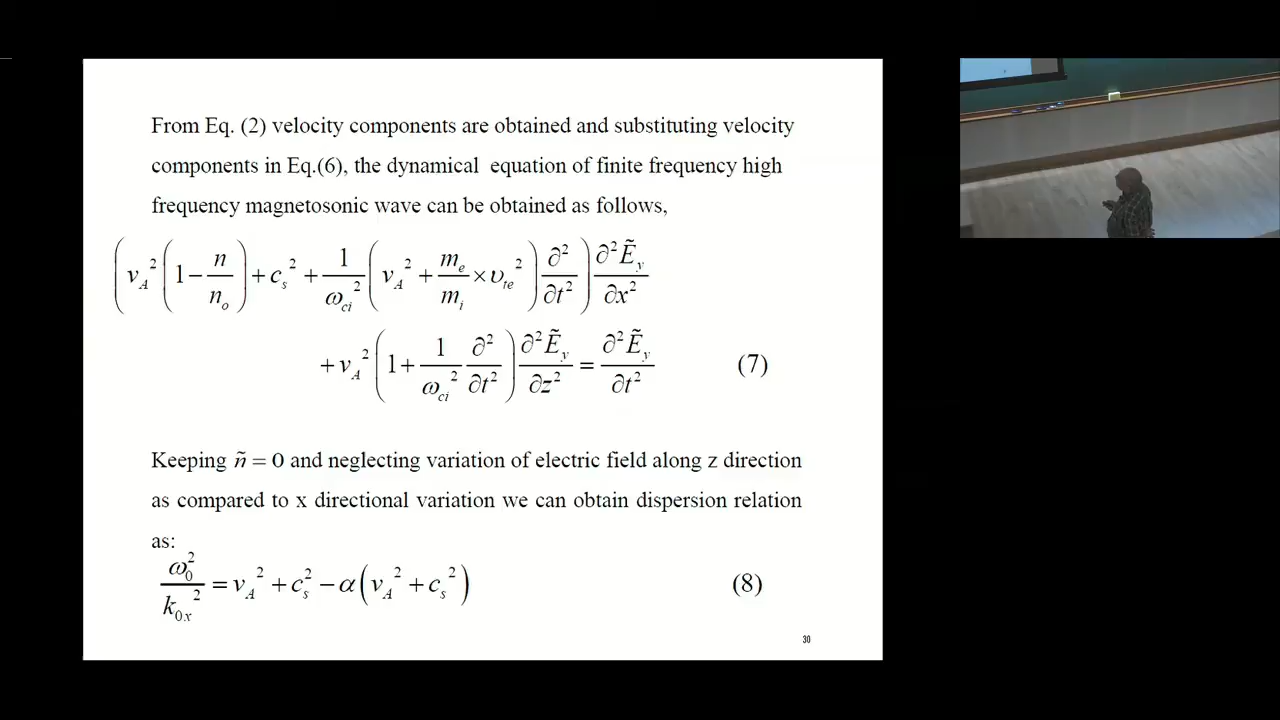 From Eq. (2) velocity components are obtained and substituting velocity
components in Eq.(6), the dynamical equation of finite frequency high
frequency magnetosonic wave can be obtained as follows,
(v_A^2 (1 − n/n_o) + c_s^2 + 1/ω_ci^2 (v_A^2 + m_e/m_i × υ_te^2) ∂^2/∂t^2) ∂^2Ẽ_y/∂x^2
+ v_A^2 (1 + 1/ω_ci^2 ∂^2/∂t^2) ∂^2Ẽ_y/∂z^2 = ∂^2Ẽ_y/∂t^2 (7)
Keeping ñ = 0 and neglecting variation of electric field along z direction
as compared to x directional variation we can obtain dispersion relation
as:
ω_0^2/k_0x^2 = v_A^2 + c_s^2 − α(v_A^2 + c_s^2) (8)
30